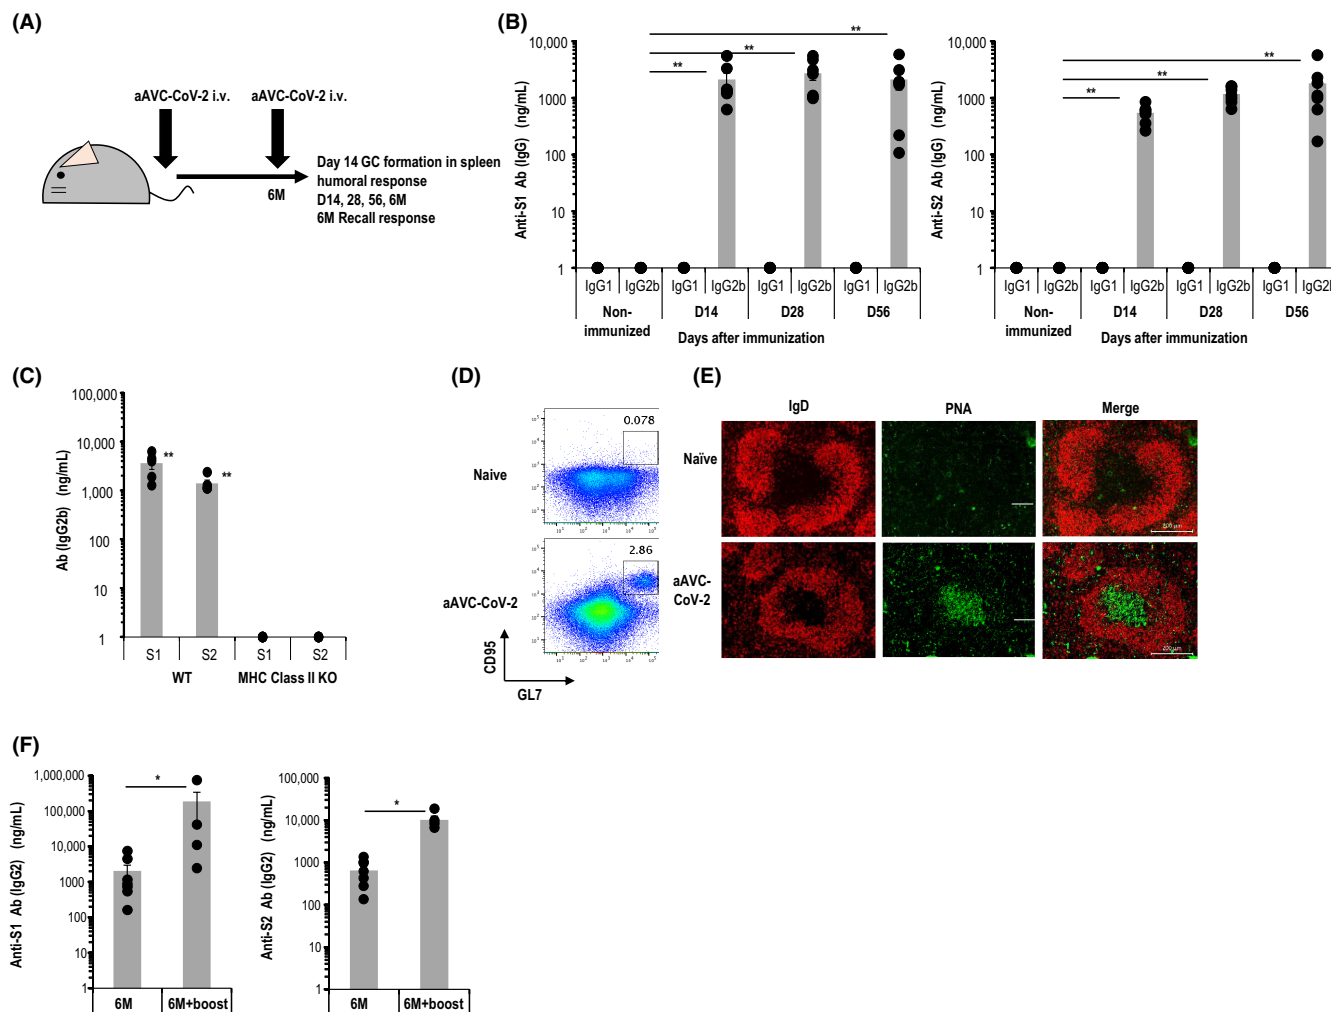 (A)
aAVC-CoV-2 i.v.
aAVC-CoV-2 i.v.
6M
Day 14 GC formation in spleen
humoral response
D14, 28, 56, 6M
6M Recall response
(B)
Anti-S1 Ab (IgG) (ng/mL)
10,000
1000
100
10
1
**
**
**
IgG1 IgG2b IgG1 IgG2b IgG1 IgG2b IgG1 IgG2b
Non-immunized
D14
D28
D56
Days after immunization
Anti-S2 Ab (IgG) (ng/mL)
10,000
1000
100
10
1
**
**
**
IgG1 IgG2b IgG1 IgG2b IgG1 IgG2b IgG1 IgG2b
Non-immunized
D14
D28
D56
Days after immunization
(C)
Ab (IgG2b) (ng/mL)
100,000
10,000
1,000
100
10
1
**
**
S1 S2 S1 S2
WT
MHC Class II KO
(D)
Naive
0.078
aAVC-CoV-2
2.86
CD95
GL7
(E)
IgD
PNA
Merge
Naïve
aAVC-
CoV-2
(F)
Anti-S1 Ab (IgG2) (ng/mL)
1,000,000
100,000
10,000
1000
100
10
1
*
6M
6M+boost
Anti-S2 Ab (IgG2) (ng/mL)
100,000
10,000
1000
100
10
1
*
6M
6M+boost